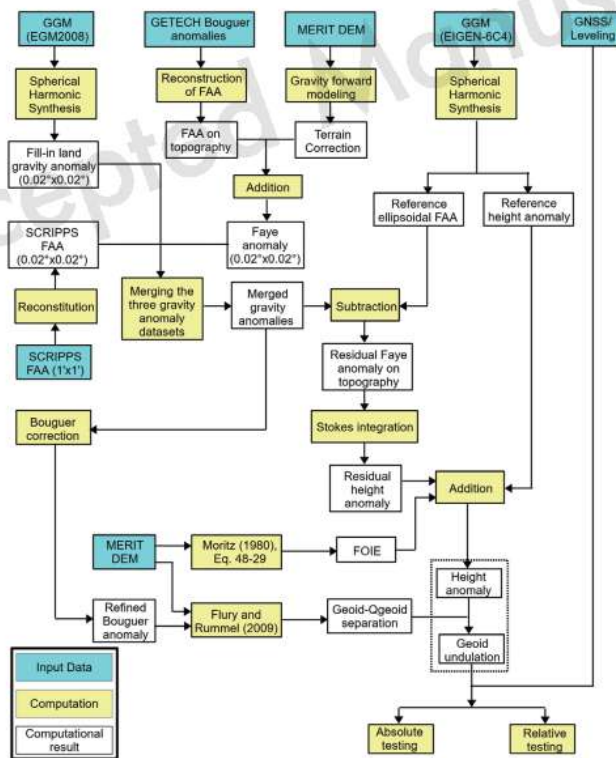 GGM
(EGM2008)
GETECH Bouguer
anomalies
MERIT DEM
GGM
(EIGEN-6C4)
GNSS/
Leveling
Spherical
Harmonic
Synthesis
Reconstruction
of FAA
Gravity forward
modeling
Spherical
Harmonic
Synthesis
FAA on
topography
Terrain
Correction
Fill-in land
gravity anomaly
(0.02°x0.02°)
Addition
Reference
ellipsoidal FAA
Reference
height anomaly
SCRIPPS
FAA
(0.02°x0.02°)
Faye
anomaly
(0.02°x0.02°)
Reconstitution
Merging the
three gravity
anomaly
datasets
Merged
gravity
anomalies
Subtraction
SCRIPPS
FAA (1'x1')
Residual Faye
anomaly on
topography
Bouguer
correction
Stokes integration
Residual
height
anomaly
Addition
MERIT
DEM
Moritz (1980),
Eq. 48-29
FOIE
Height
anomaly
Refined
Bouguer
anomaly
Flury and
Rummel (2009)
Geoid-Qgeoid
separation
Geoid
undulation
Input Data
Computation
Computational
result
Absolute
testing
Relative
testing
cepted Manus